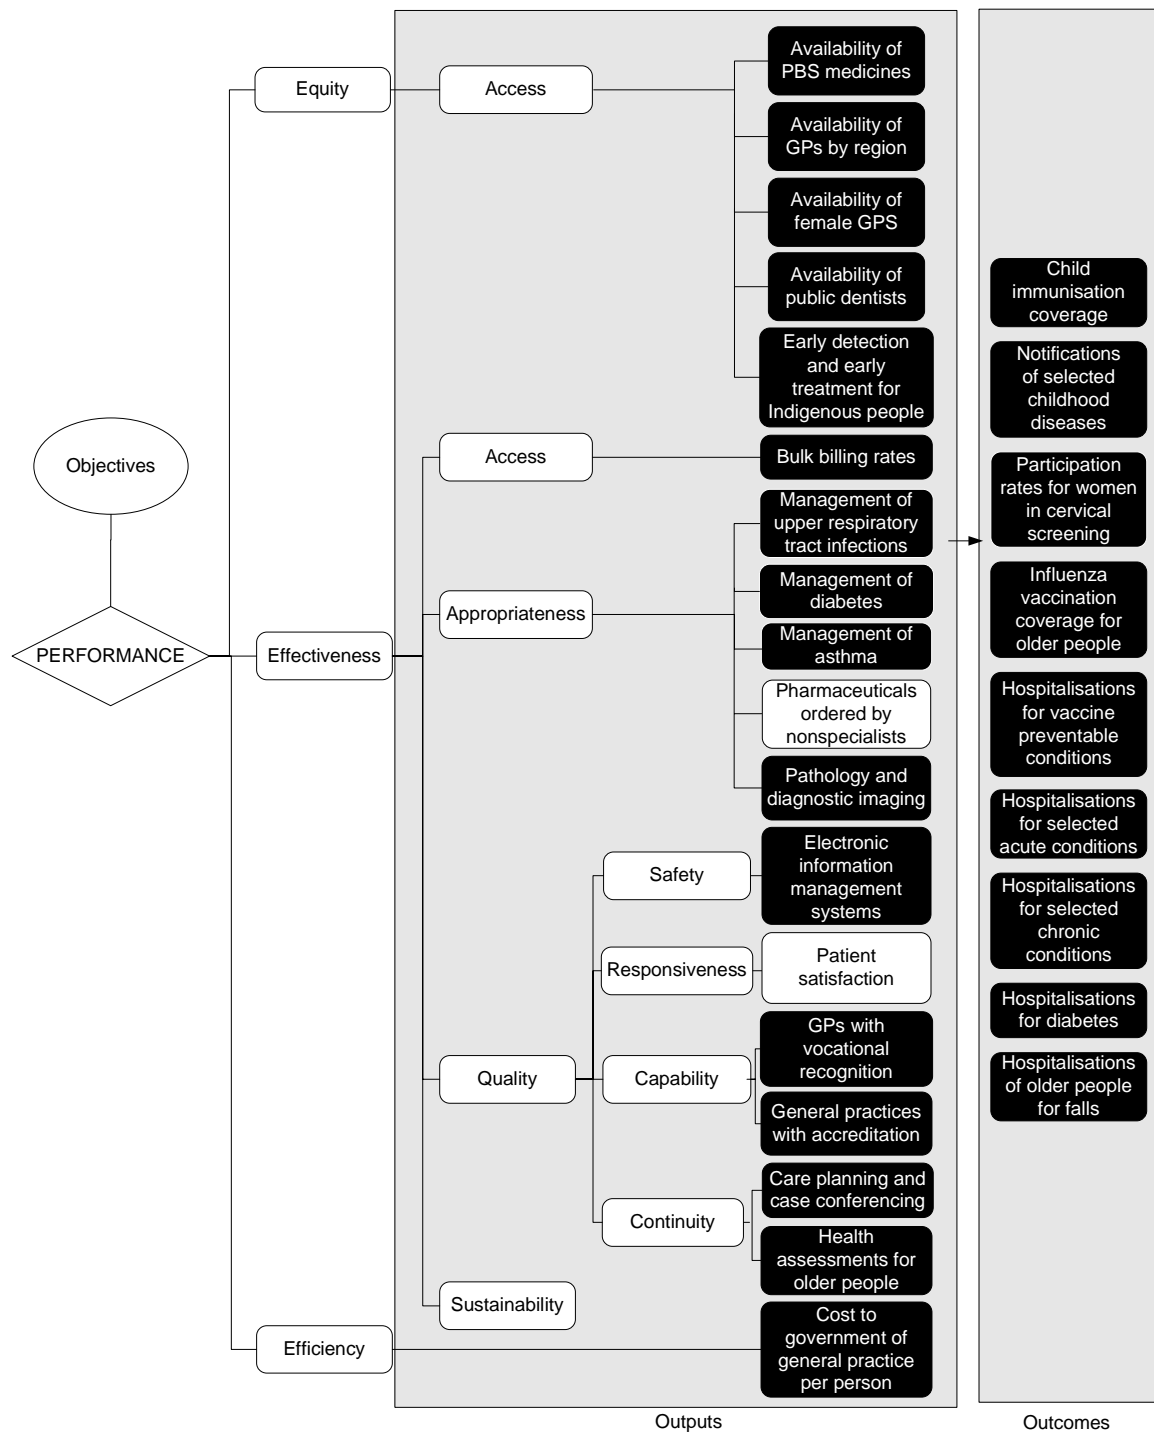 Objectives
PERFORMANCE
Equity
Access
Availability of
PBS medicines
Availability of
GPs by region
Availability of
female GPS
Availability of
public dentists
Early detection
and early
treatment for
Indigenous people
Effectiveness
Access
Bulk billing rates
Appropriateness
Management of
upper respiratory
tract infections
Management of
diabetes
Management of
asthma
Pharmaceuticals
ordered by
nonspecialists
Pathology and
diagnostic imaging
Quality
Safety
Electronic
information
management
systems
Responsiveness
Patient
satisfaction
Capability
GPs with
vocational
recognition
General practices
with accreditation
Continuity
Care planning and
case conferencing
Health
assessments for
older people
Sustainability
Efficiency
Cost to
government of
general practice
per person
Outputs
Child
immunisation
coverage
Notifications
of selected
childhood
diseases
Participation
rates for women
in cervical
screening
Influenza
vaccination
coverage for
older people
Hospitalisations
for vaccine
preventable
conditions
Hospitalisations
for selected
acute conditions
Hospitalisations
for selected
chronic
conditions
Hospitalisations
for diabetes
Hospitalisations
of older people
for falls
Outcomes